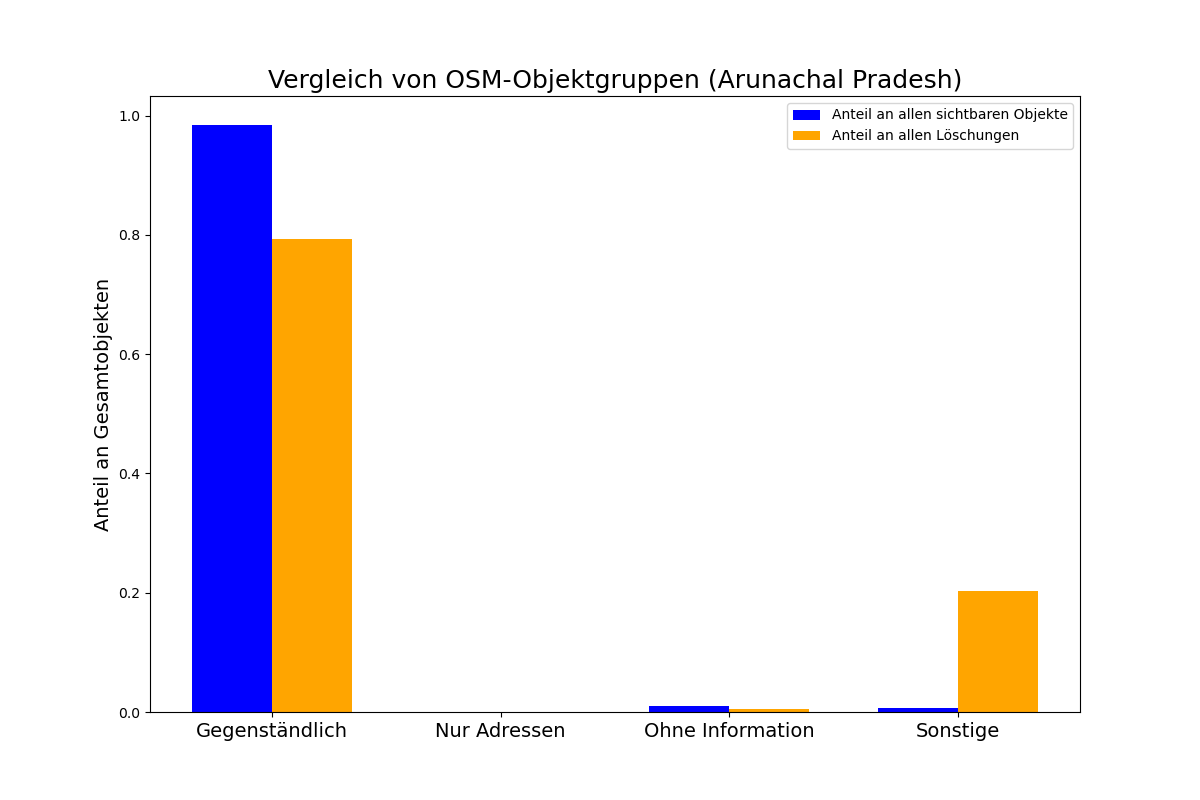 Vergleich von OSM-Objektgruppen (Arunachal Pradesh)
Anteil an allen sichtbaren Objekte
Anteil an allen Löschungen
Anteil an Gesamtobjekten
1.0
0.8
0.6
0.4
0.2
0.0
Gegenständlich
Nur Adressen
Ohne Information
Sonstige